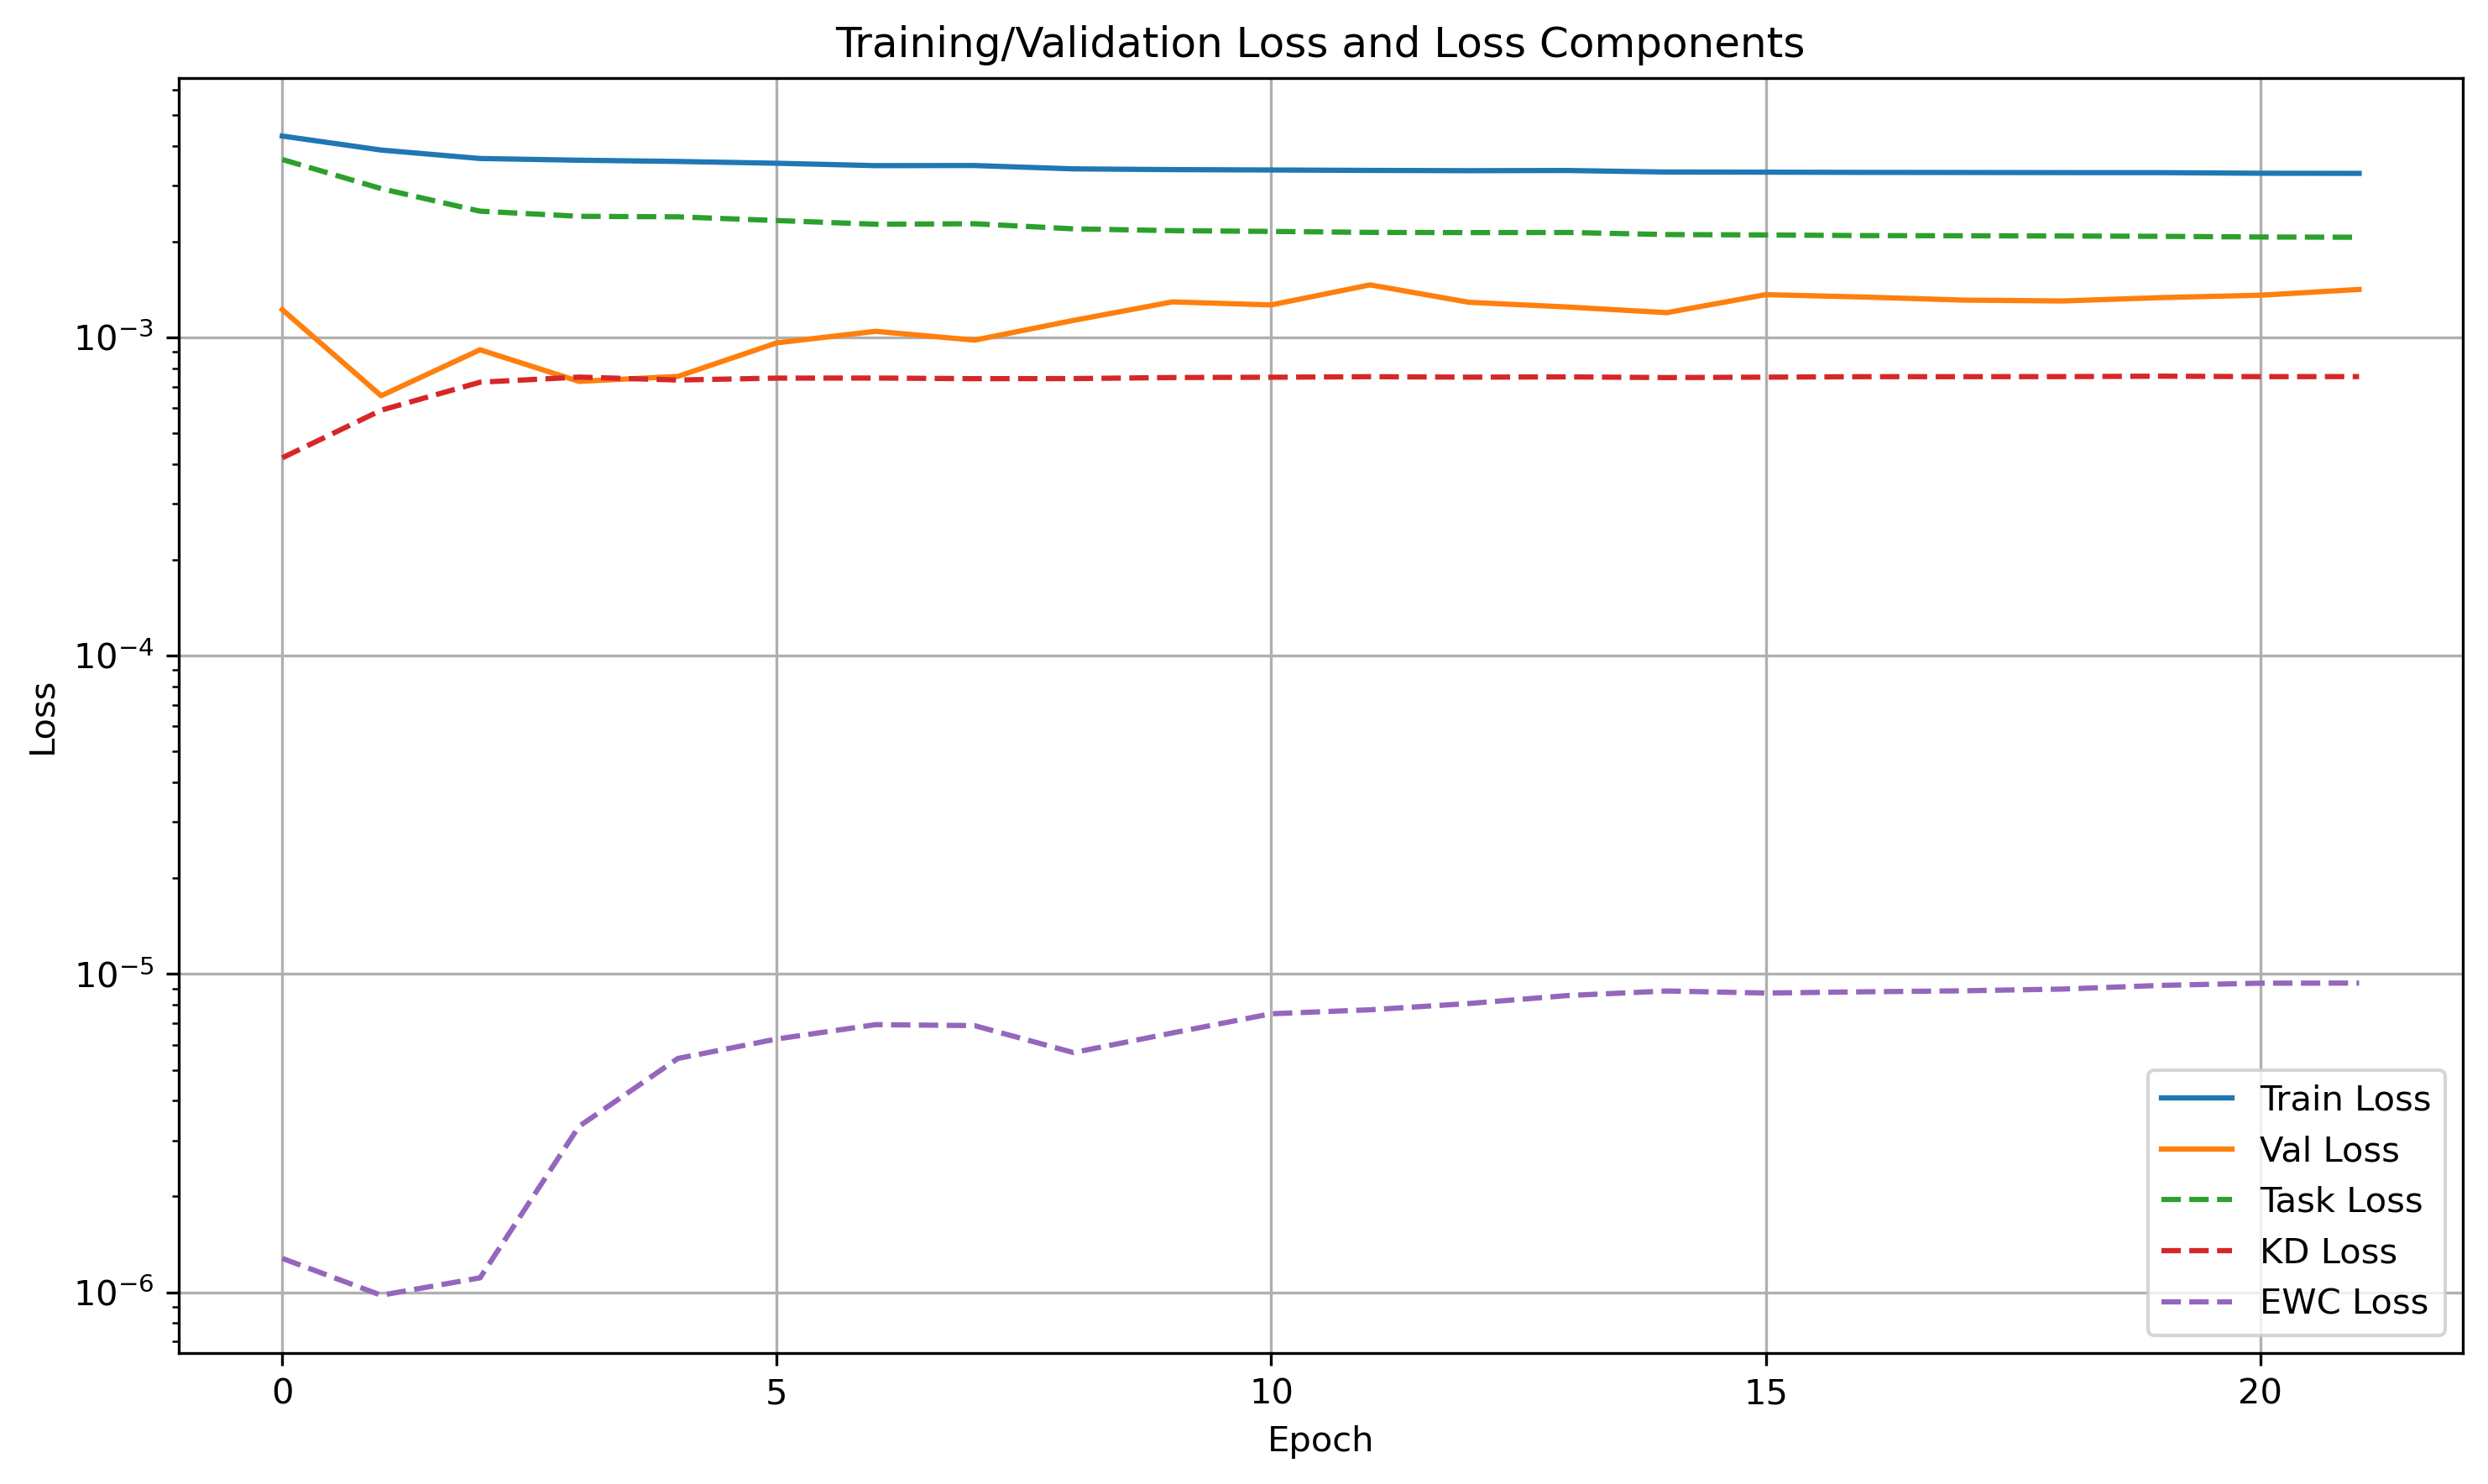 Training/Validation Loss and Loss Components
Loss
10⁻³
10⁻⁴
10⁻⁵
10⁻⁶
0 5 10 15 20
Epoch
Train Loss
Val Loss
Task Loss
KD Loss
EWC Loss